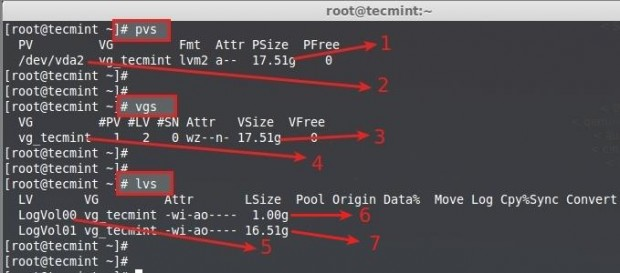 root@tecmint:~
[root@tecmint ~]# pvs
PV VG Fmt Attr PSize PFree
/dev/vda2 vg_tecmint lvm2 a-- 17.51g 0
1
[root@tecmint ~]#
2
[root@tecmint ~]#
[root@tecmint ~]# vgs
VG #PV #LV #SN Attr VSize VFree
vg_tecmint 1 2 0 wz--n- 17.51g 0
3
[root@tecmint ~]#
4
[root@tecmint ~]#
[root@tecmint ~]# lvs
LV VG Attr LSize Pool Origin Data% Move Log Cpy%Sync Convert
LogVol00 vg_tecmint -wi-ao---- 1.00g
6
LogVol01 vg_tecmint -wi-ao---- 16.51g
5
7
[root@tecmint ~]#
[root@tecmint ~]#
[root@tecmint ~]#